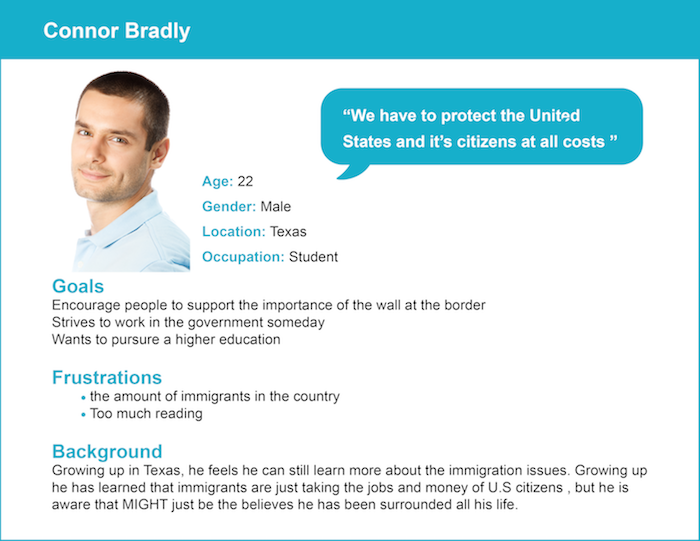 Connor Bradly
“We have to protect the United
States and it’s citizens at all costs ”
Age: 22
Gender: Male
Location: Texas
Occupation: Student
Goals
Encourage people to support the importance of the wall at the border
Strives to work in the government someday
Wants to pursure a higher education
Frustrations
• the amount of immigrants in the country
• Too much reading
Background
Growing up in Texas, he feels he can still learn more about the immigration issues. Growing up
he has learned that immigrants are just taking the jobs and money of U.S citizens , but he is
aware that MIGHT just be the believes he has been surrounded all his life.